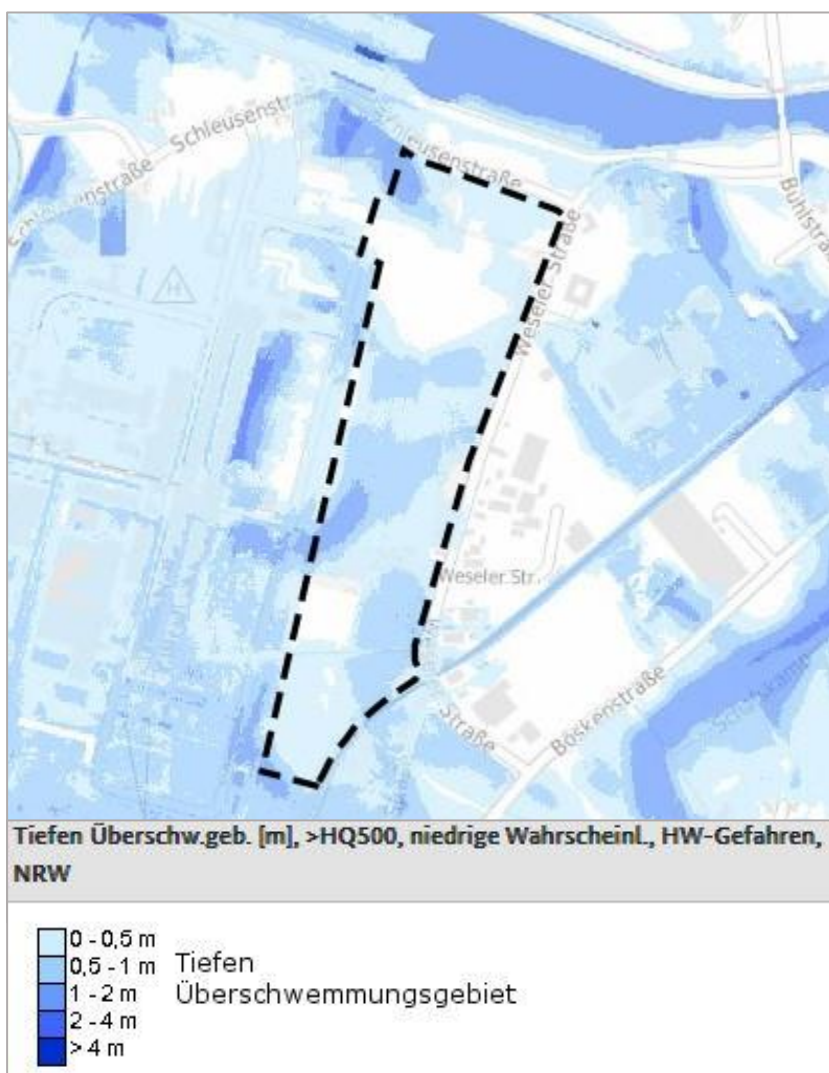 Schleusenstraße
Schleusenstraße
Schleusenstraße
Bühlstraß
Weseler Straße
H
Weseler Str.
Straße
Böskenstraße
Tiefen Überschw.geb. [m], >HQ500, niedrige Wahrscheinl., HW-Gefahren,
NRW
0 - 0,5 m
0,5 - 1 m
1 - 2 m
2 - 4 m
> 4 m
Tiefen
Überschwemmungsgebiet